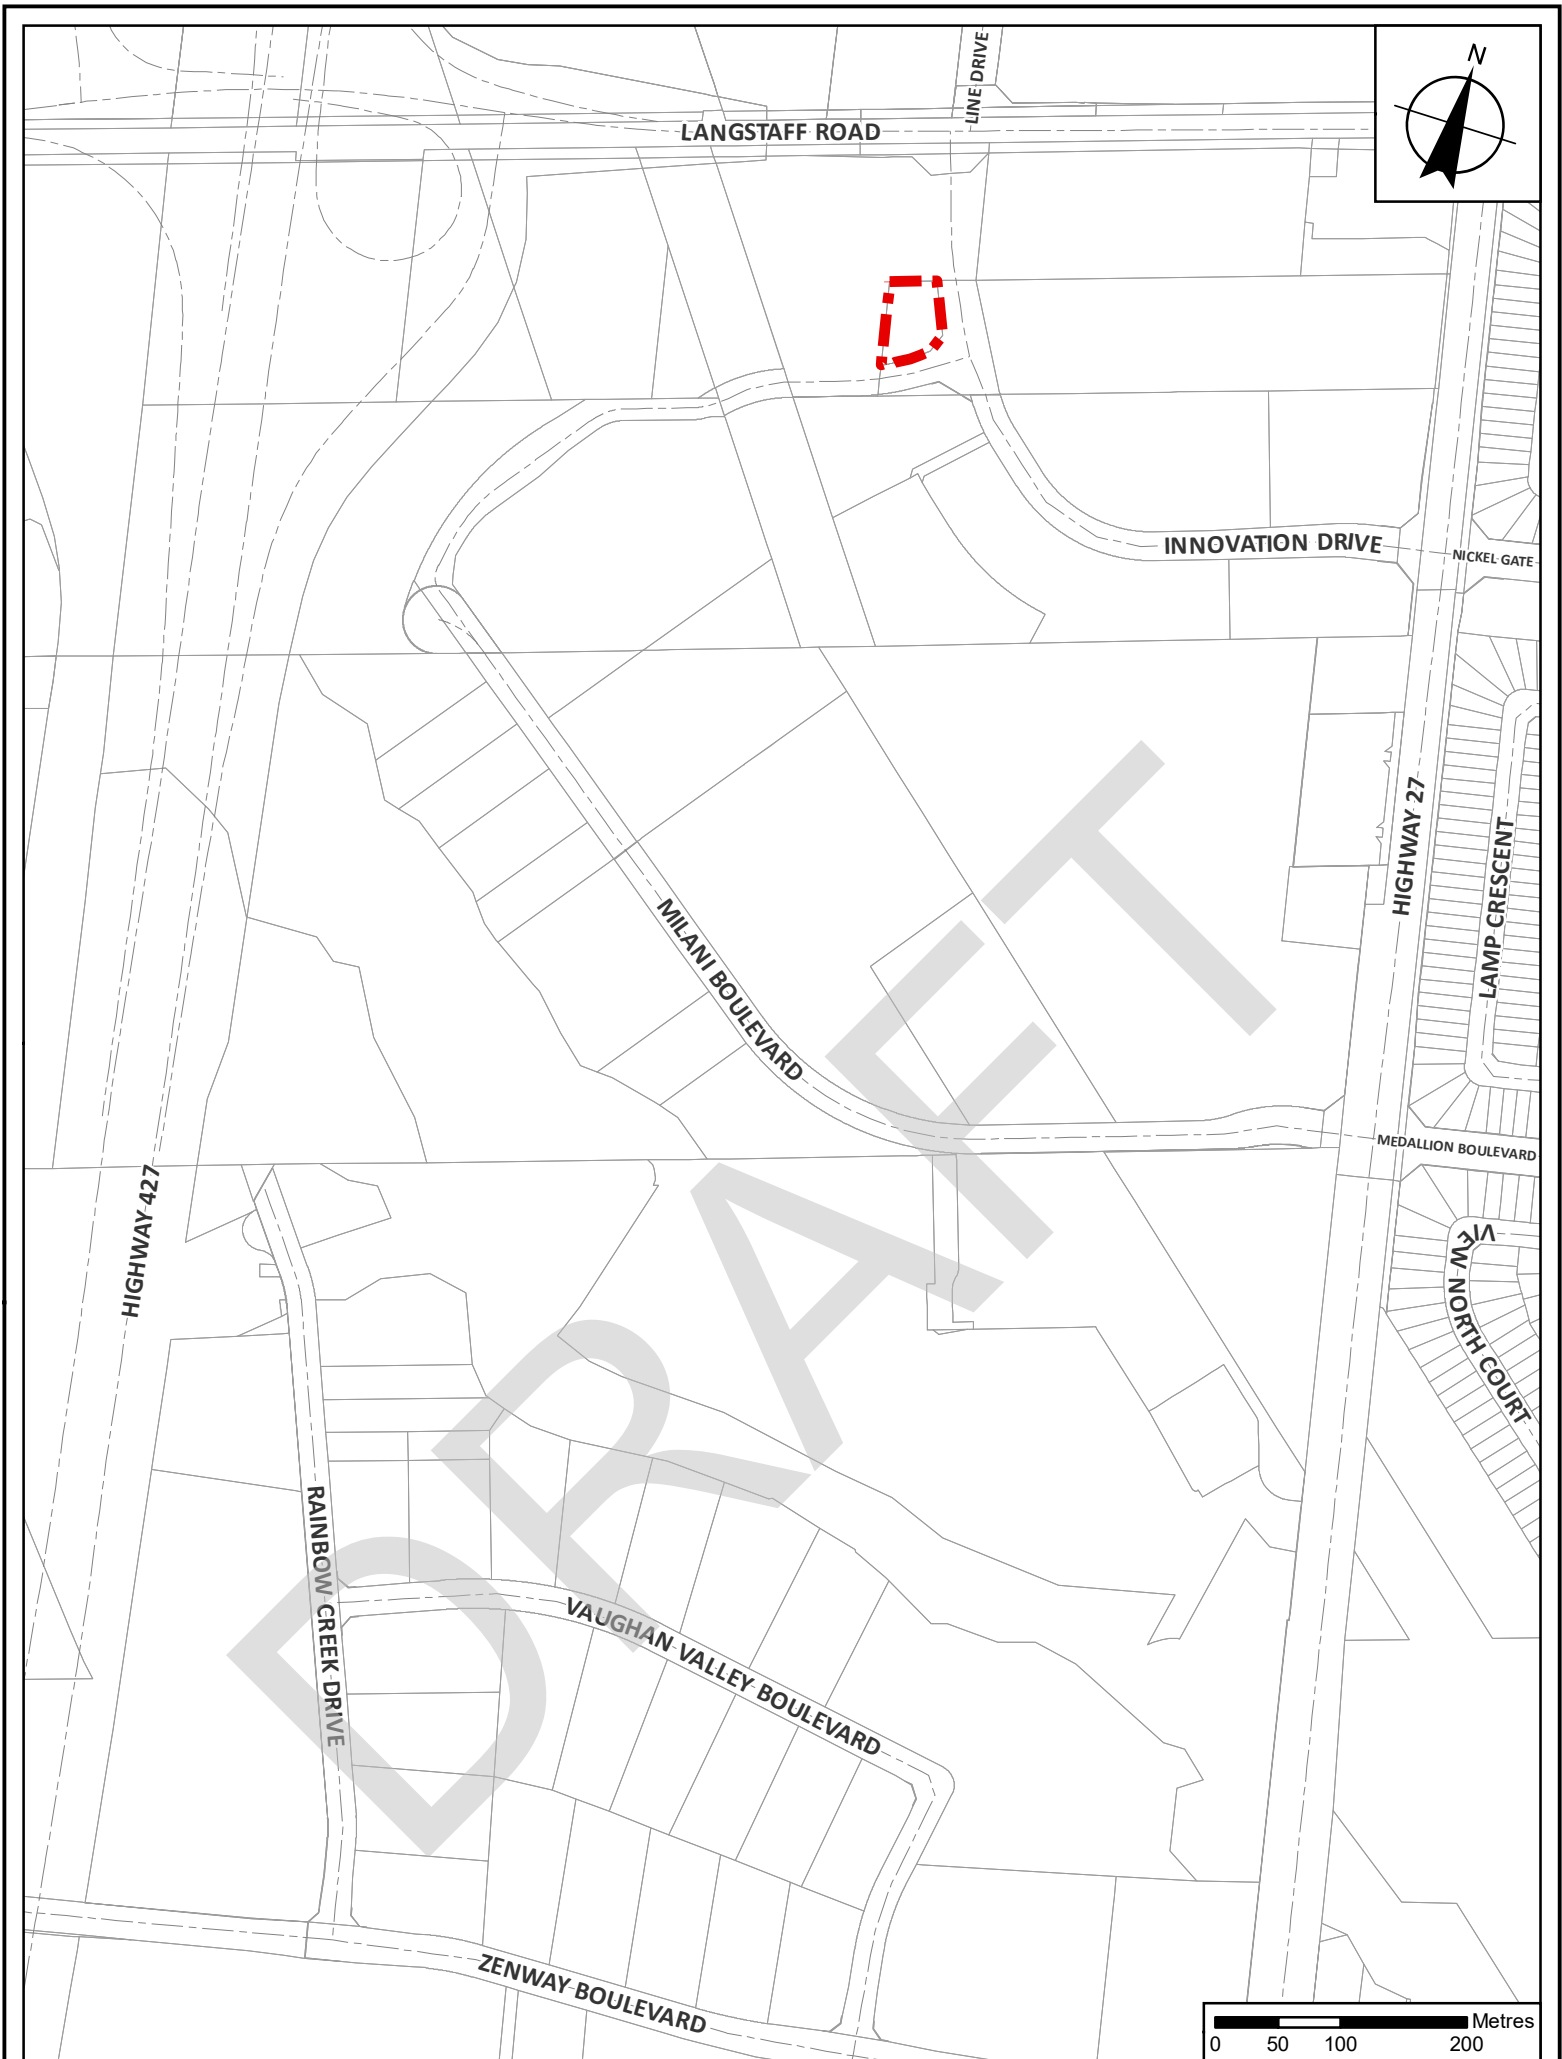 LINE DRIVE
N
LANGSTAFF ROAD
INNOVATION DRIVE
NICKEL GATE
HIGHWAY 27
LAMP CRESCENT
MILANI BOULEVARD
MEDALLION BOULEVARD
HIGHWAY 427
VIEW NORTH COURT
DRAFT
RAINBOW CREEK DRIVE
VAUGHAN VALLEY BOULEVARD
ZENWAY BOULEVARD
Metres
0 50 100 200